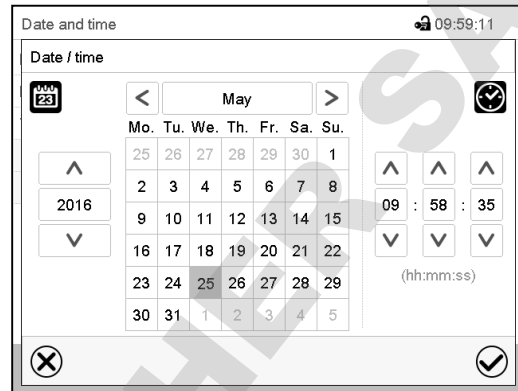 Date and time 09:59:11
Date / time
23 < May >
Mo. Tu. We. Th. Fr. Sa. Su.
25 26 27 28 29 30 1
2 3 4 5 6 7 8
2016 9 10 11 12 13 14 15 09 : 58 : 35
16 17 18 19 20 21 22
23 24 25 26 27 28 29 (hh:mm:ss)
30 31 1 2 3 4 5